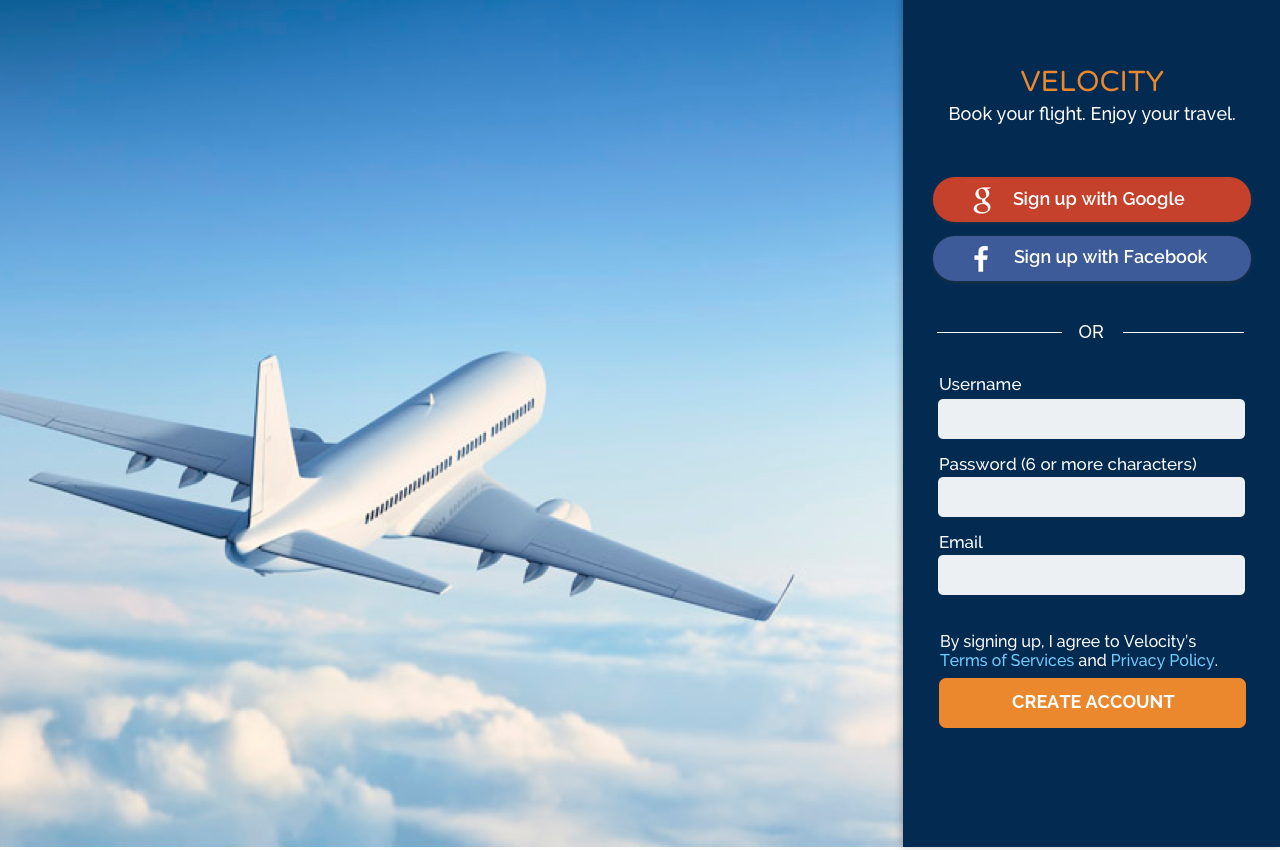 VELOCITY
Book your flight. Enjoy your travel.
Sign up with Google
Sign up with Facebook
OR
Username
Password (6 or more characters)
Email
By signing up, I agree to Velocity's
Terms of Services and Privacy Policy.
CREATE ACCOUNT